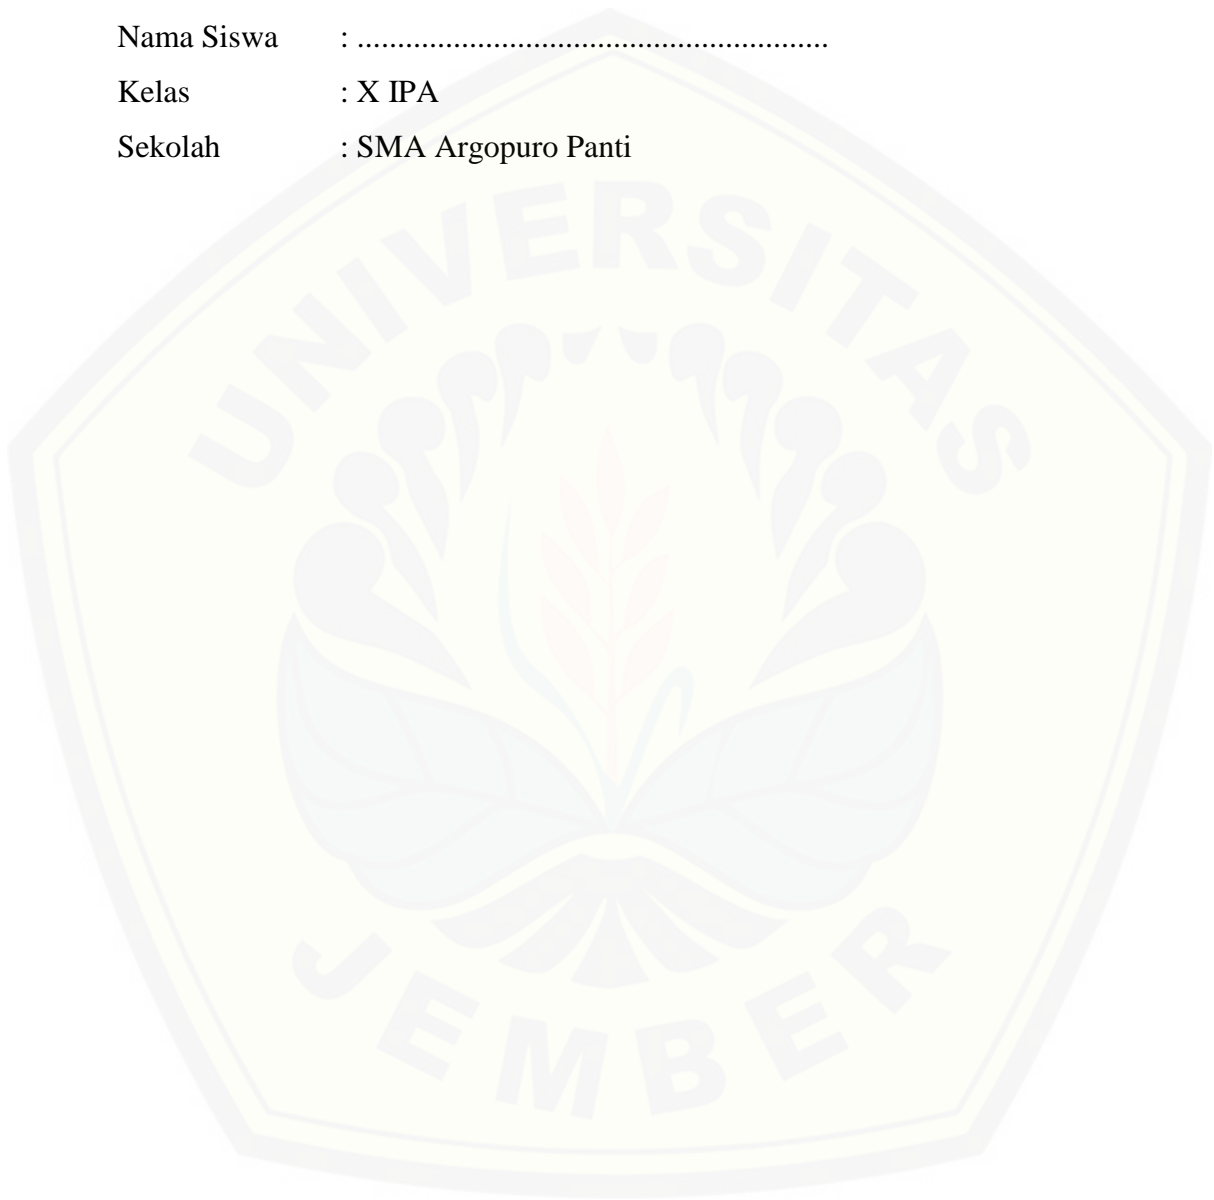 Nama Siswa : ...........................................................
Kelas : X IPA
Sekolah : SMA Argopuro Panti
UNIVERSITAS
JEMBER